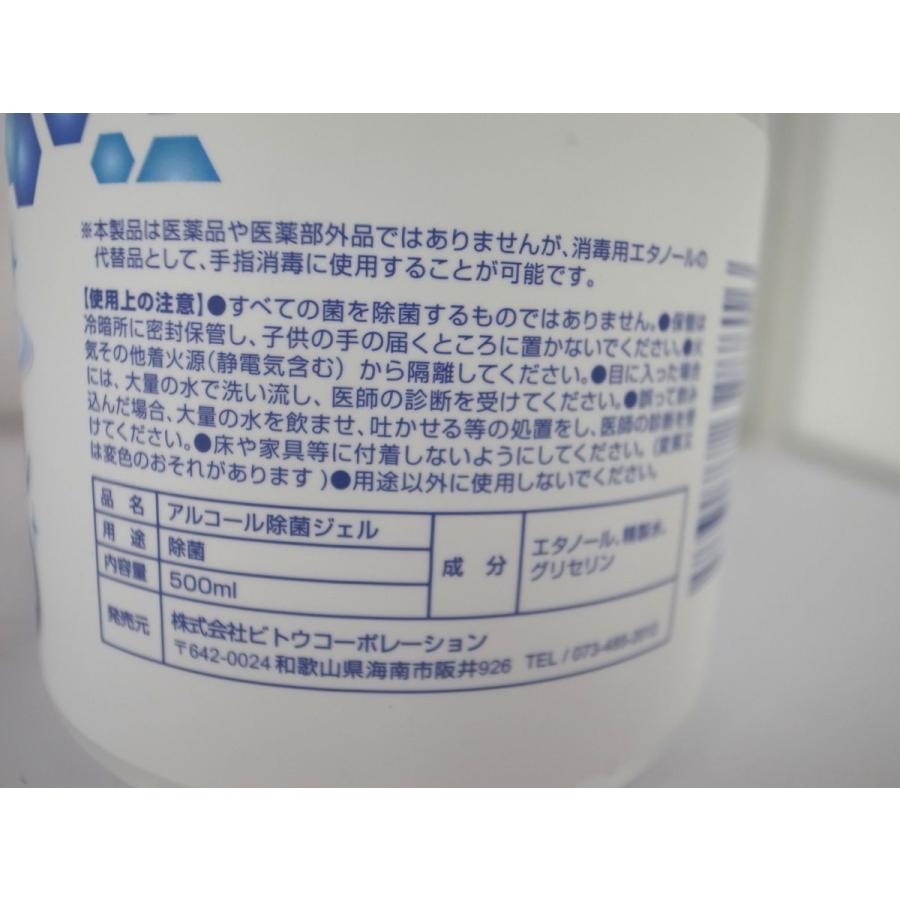 ※本製品は医薬品や医薬部外品ではありませんが、消毒用エタノールの
代替品として、手指消毒に使用することが可能です。
【使用上の注意】●すべての菌を除菌するものではありません。●保管は
冷暗所に密封保管し、子供の手の届くところに置かないでください。●火
気その他着火源(静電気含む)から隔離してください。●目に入った場合
には、大量の水で洗い流し、医師の診断を受けてください。●誤って飲み
込んだ場合、大量の水を飲ませ、吐かせる等の処置をし、医師の診断を受
けてください。●床や家具等に付着しないようにしてください。(変質又
は変色のおそれがあります)●用途以外に使用しないでください。
品 名 アルコール除菌ジェル
用 途 除菌
内容量 500ml
成 分 エタノール、精製水、
グリセリン
発売元 株式会社ビトウコーポレーション
〒642-0024 和歌山県海南市阪井926 TEL /